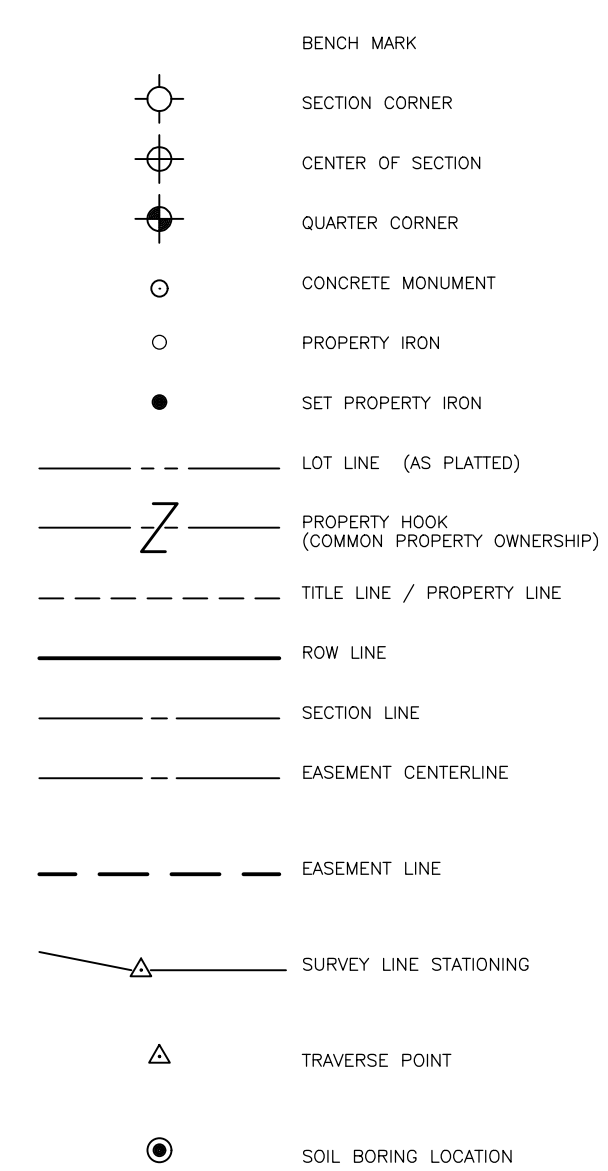 BENCH MARK
SECTION CORNER
CENTER OF SECTION
QUARTER CORNER
CONCRETE MONUMENT
PROPERTY IRON
SET PROPERTY IRON
LOT LINE (AS PLATTED)
PROPERTY HOOK
(COMMON PROPERTY OWNERSHIP)
TITLE LINE / PROPERTY LINE
ROW LINE
SECTION LINE
EASEMENT CENTERLINE
EASEMENT LINE
SURVEY LINE STATIONING
TRAVERSE POINT
SOIL BORING LOCATION